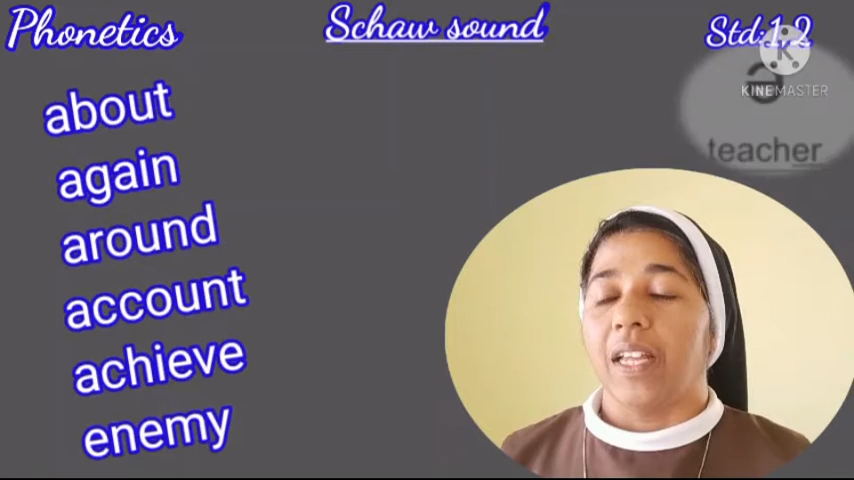 Phonetics
Schaw sound
Std:1,2
ə
KINEMASTER
teacher
about
again
around
account
achieve
enemy